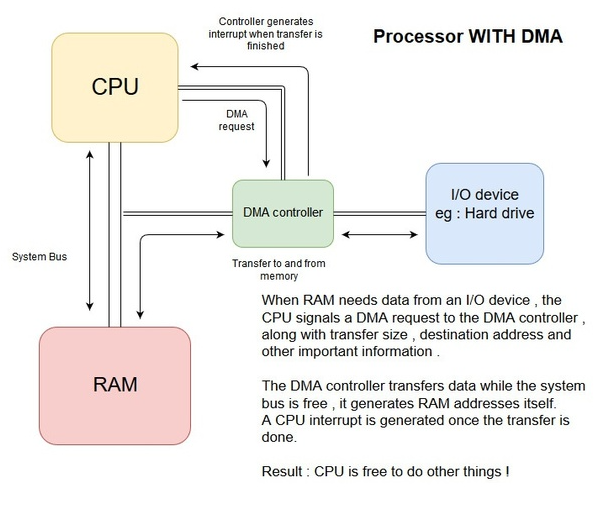 Controller generates
interrupt when transfer is
finished
Processor WITH DMA
CPU
DMA
request
DMA controller
I/O device
eg : Hard drive
System Bus
Transfer to and from
memory
RAM
When RAM needs data from an I/O device , the
CPU signals a DMA request to the DMA controller ,
along with transfer size , destination address and
other important information .
The DMA controller transfers data while the system
bus is free , it generates RAM addresses itself.
A CPU interrupt is generated once the transfer is
done.
Result : CPU is free to do other things !